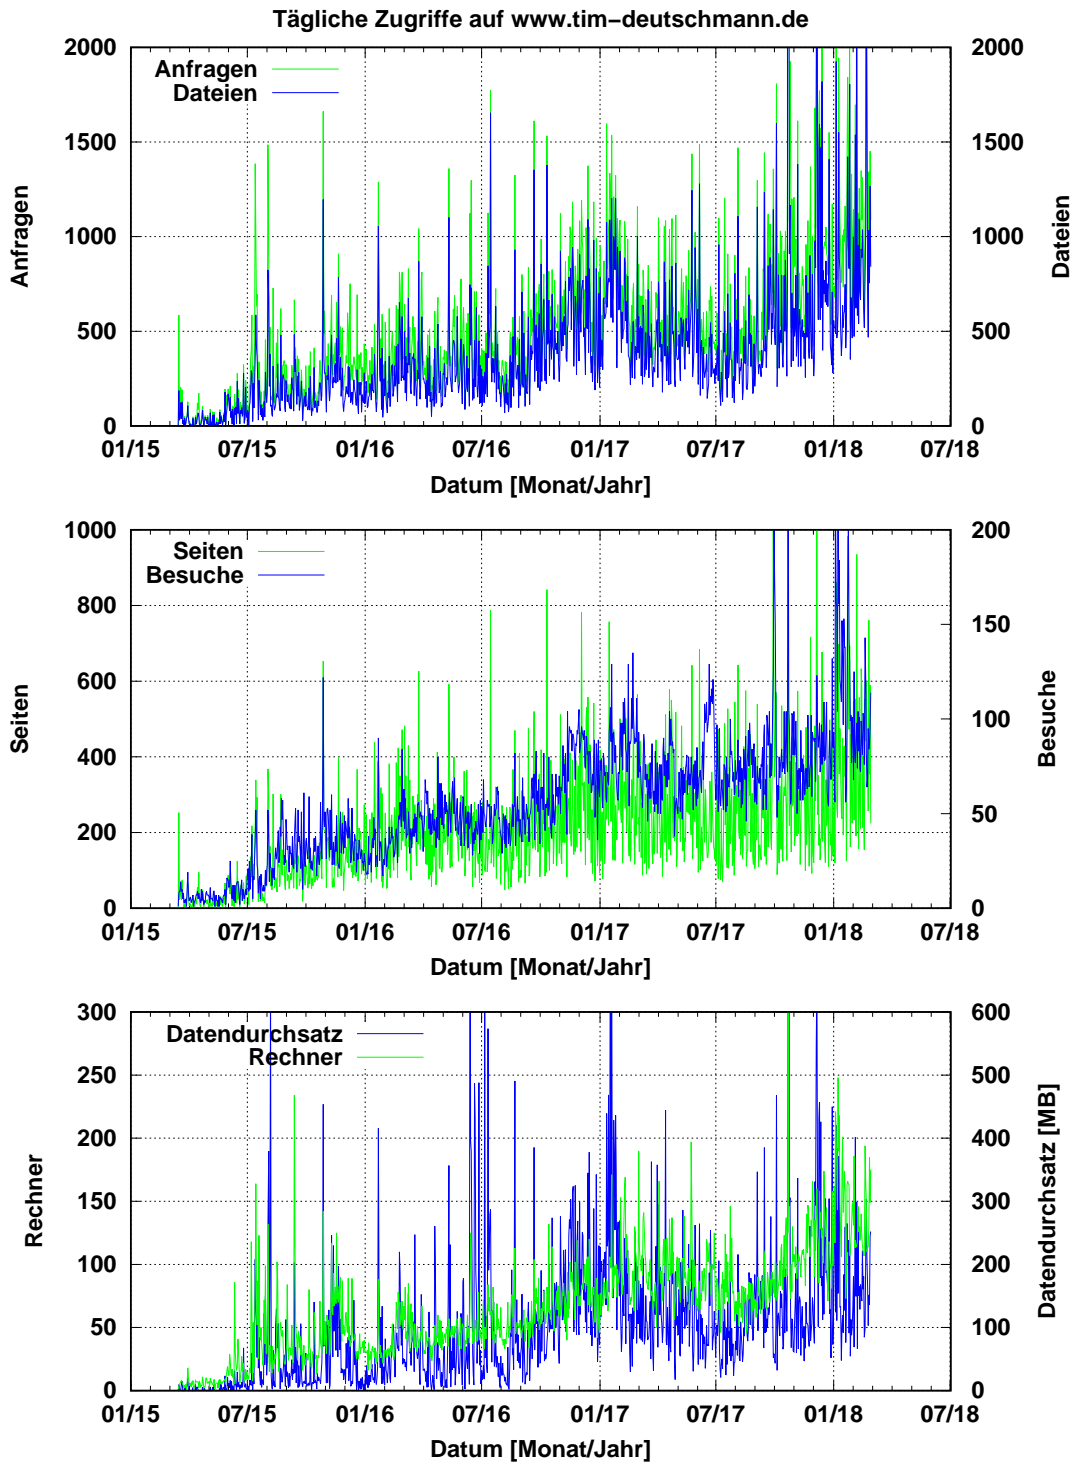 Tägliche Zugriffe auf www.tim−deutschmann.de
2000 2000
Anfragen
Dateien
1500 1500
1000 1000
500 500
0 0
Anfragen
Dateien
01/15 07/15 01/16 07/16 01/17 07/17 01/18 07/18
Datum [Monat/Jahr]
1000 200
Seiten
Besuche
800
150
600
100
400
50
200
0 0
Seiten
Besuche
01/15 07/15 01/16 07/16 01/17 07/17 01/18 07/18
Datum [Monat/Jahr]
300 600
Datendurchsatz
Rechner
250 500
200 400
150 300
100 200
50 100
0 0
Rechner
Datendurchsatz [MB]
01/15 07/15 01/16 07/16 01/17 07/17 01/18 07/18
Datum [Monat/Jahr]